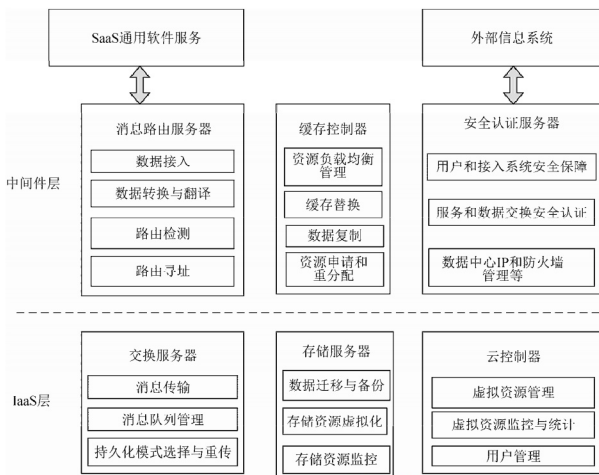 SaaS通用软件服务
外部信息系统
中间件层
消息路由服务器
数据接入
数据转换与翻译
路由检测
路由寻址
缓存控制器
资源负载均衡
管理
缓存替换
数据复制
资源申请和
重分配
安全认证服务器
用户和接入系统安全保障
服务和数据交换安全认证
数据中心IP和防火墙
管理等
IaaS层
交换服务器
消息传输
消息队列管理
持久化模式选择与重传
存储服务器
数据迁移与备份
存储资源虚拟化
存储资源监控
云控制器
虚拟资源管理
虚拟资源监控与统计
用户管理